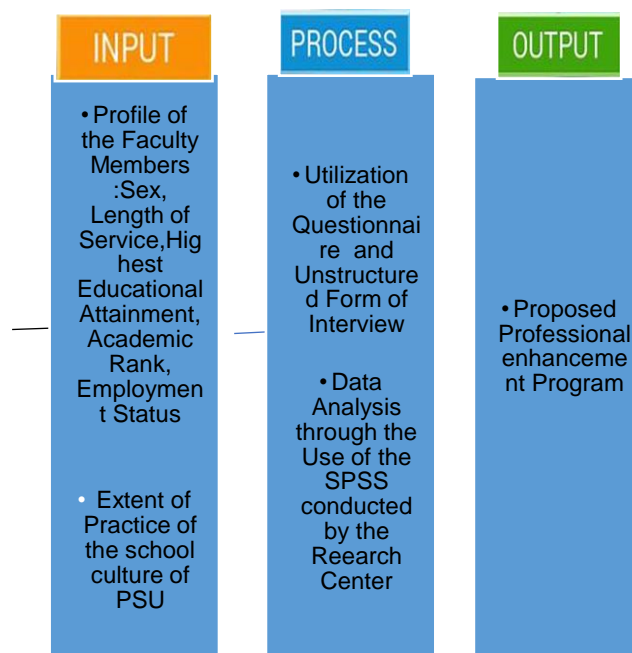 INPUT
• Profile of
the Faculty
Members
:Sex,
Length of
Service,Hig
hest
Educational
Attainment,
Academic
Rank,
Employmen
t Status
• Extent of
Practice of
the school
culture of
PSU
PROCESS
• Utilization
of the
Questionnai
re and
Unstructure
d Form of
Interview
• Data
Analysis
through the
Use of the
SPSS
conducted
by the
Reearch
Center
OUTPUT
• Proposed
Professional
enhanceme
nt Program